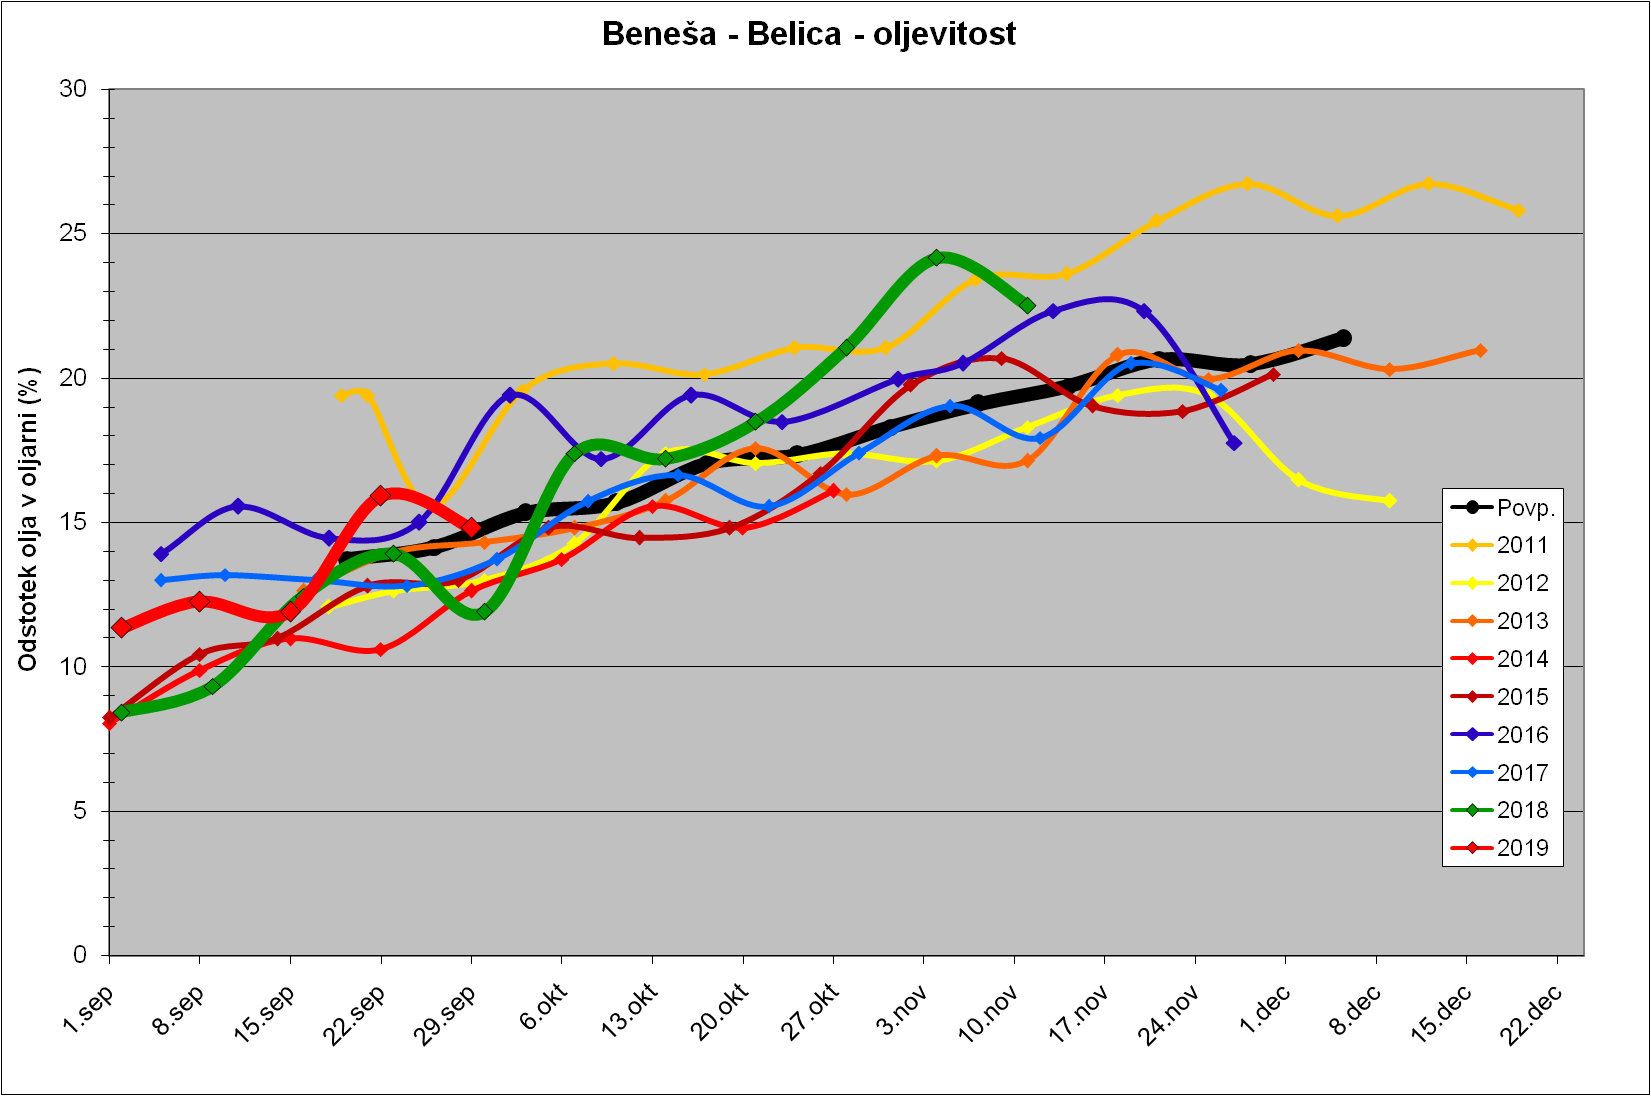 Beneša - Belica - oljevitost
Odstotek olja v oljarni (%)
30
25
20
15
10
5
0
1.sep
8.sep
15.sep
22.sep
29.sep
6.okt
13.okt
20.okt
27.okt
3.nov
10.nov
17.nov
24.nov
1.dec
8.dec
15.dec
22.dec
Povp.
2011
2012
2013
2014
2015
2016
2017
2018
2019